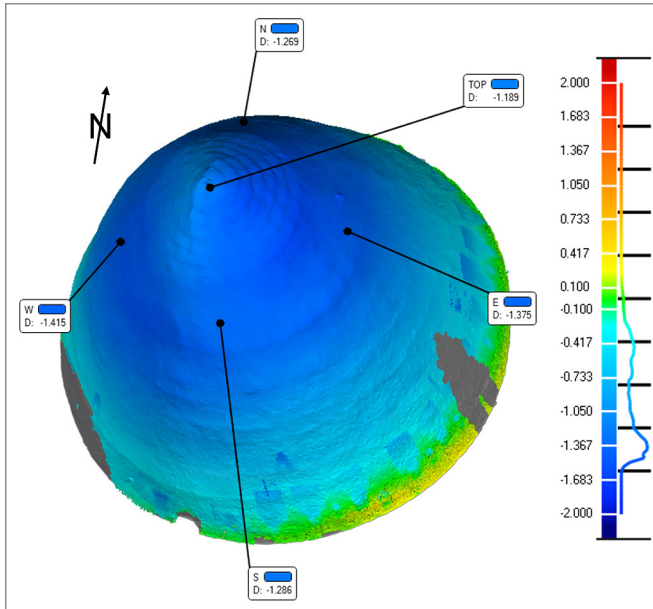 N
D: -1.269
TOP
D: -1.189
N
W
D: -1.415
E
D: -1.375
S
D: -1.286
2.000
1.683
1.367
1.050
0.733
0.417
0.100
-0.100
-0.417
-0.733
-1.050
-1.367
-1.683
-2.000